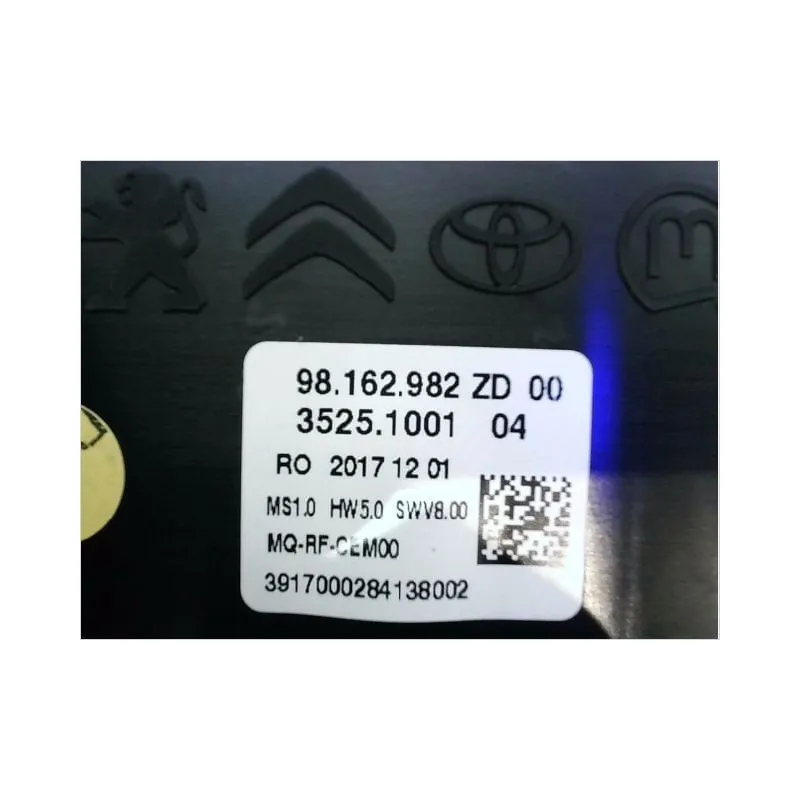 98.162.982 ZD 00
3525.1001 04
RO 2017 12 01
MS1.0 HW5.0 SWV8.00
MQ-RF-CEM00
3917000284138002